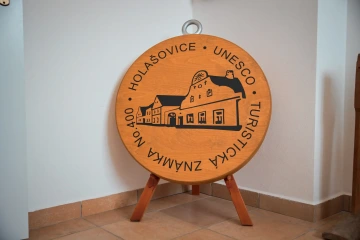 HOLAŠOVICE • UNESCO • TURISTICKÁ ZNÁMKA No. 400 •